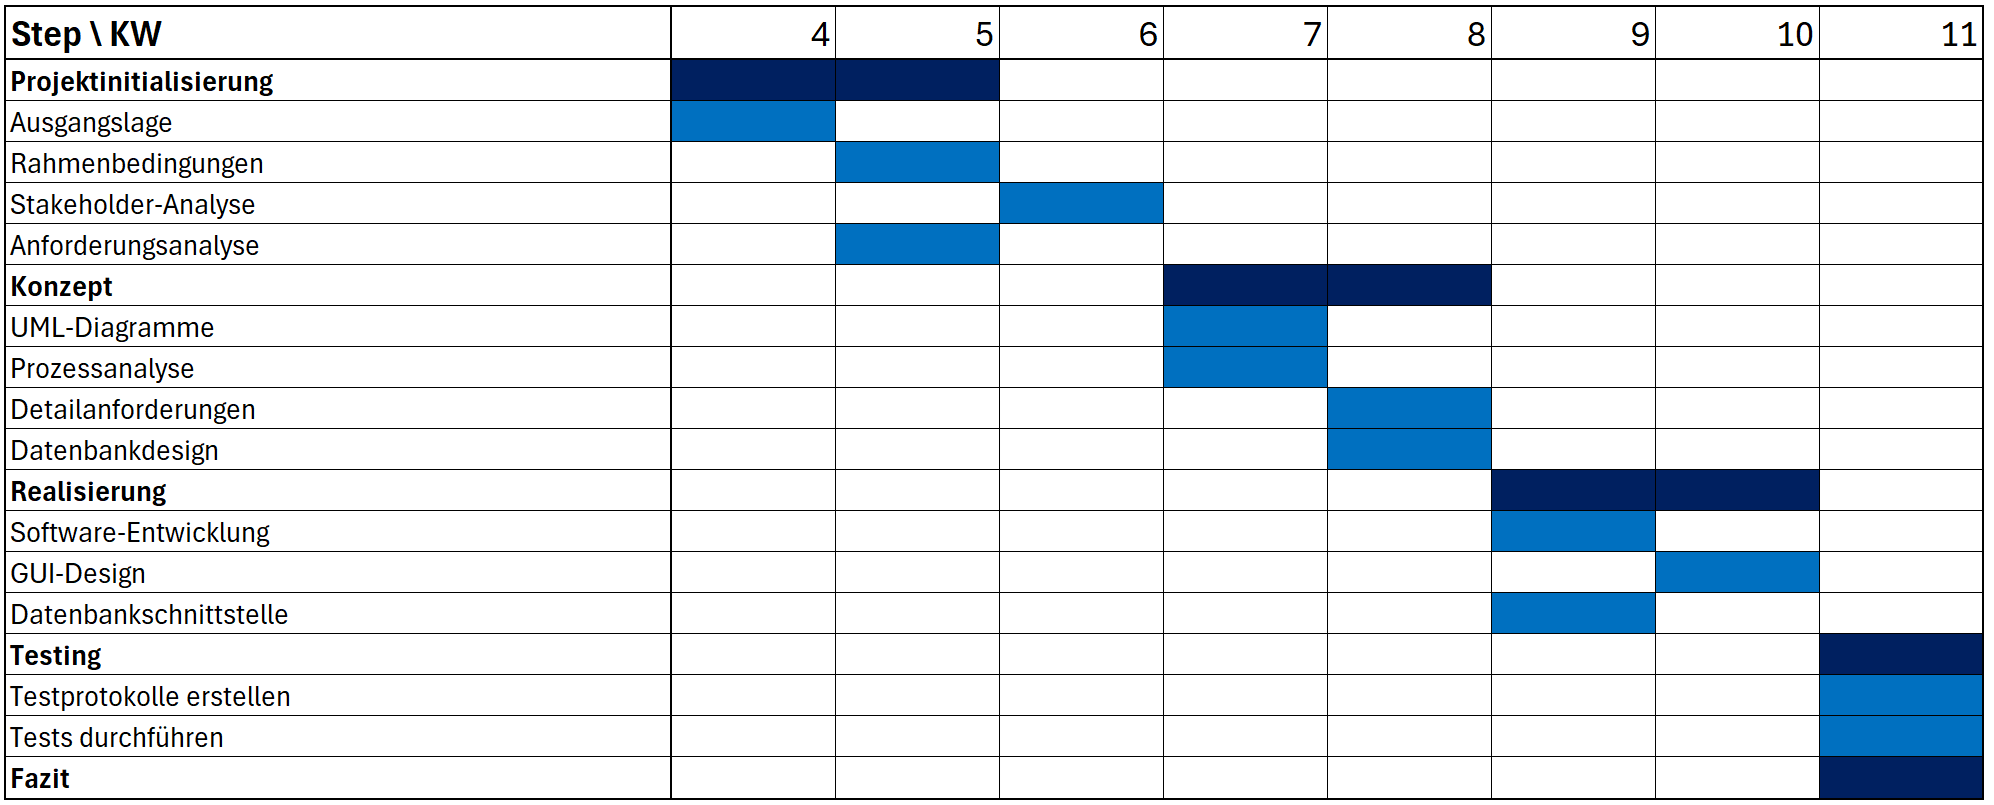 Step \ KW 4 5 6 7 8 9 10 11
Projektinitialisierung
Ausgangslage
Rahmenbedingungen
Stakeholder-Analyse
Anforderungsanalyse
Konzept
UML-Diagramme
Prozessanalyse
Detailanforderungen
Datenbankdesign
Realisierung
Software-Entwicklung
GUI-Design
Datenbankschnittstelle
Testing
Testprotokolle erstellen
Tests durchführen
Fazit